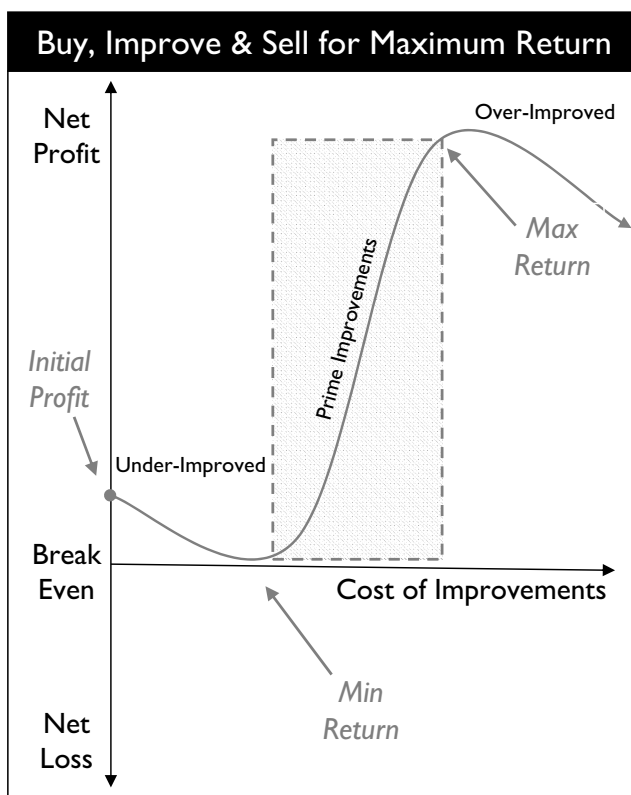 Buy, Improve & Sell for Maximum Return
Net
Profit
Over-Improved
Max
Return
Prime Improvements
Initial
Profit
Under-Improved
Break
Even
Cost of Improvements
Min
Return
Net
Loss